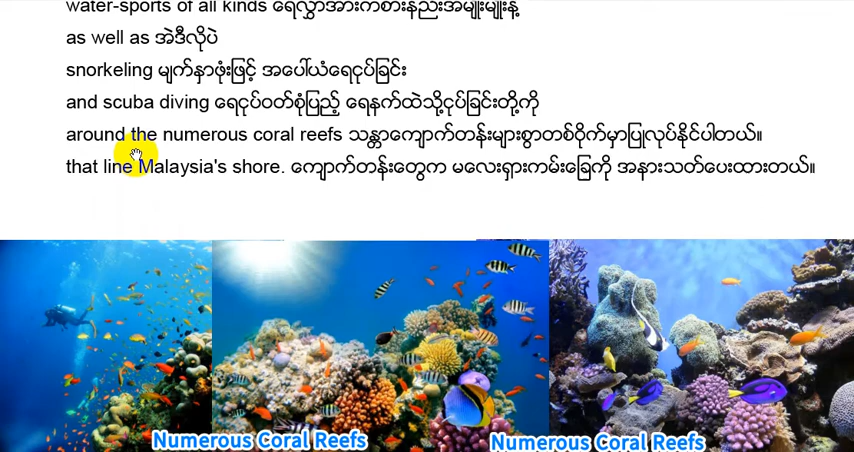 water-sports of all kinds ရေလွှာအားကစားနည်းအမျိုးမျိုးနဲ့
as well as အဲဒီလိုပဲ
snorkeling မျက်နှာဖုံးဖြင့် အပေါ်ယံရေငုပ်ခြင်း
and scuba diving ရေငုပ်ဝတ်စုံပြည့် ရေနက်ထဲသို့ငုပ်ခြင်းတို့ကို
around the numerous coral reefs သန္တာကျောက်တန်းများစွာတစ်ဝိုက်မှာပြုလုပ်နိုင်ပါတယ်။
that line Malaysia's shore. ကျောက်တန်းတွေက မလေးရှားကမ်းခြေကို အနားသတ်ပေးထားတယ်။
Numerous Coral Reefs
Numerous Coral Reefs